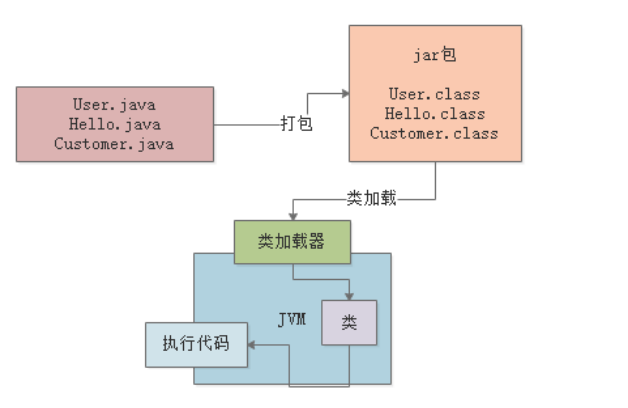 User.java
Hello.java
Customer.java
打包
jar包
User.class
Hello.class
Customer.class
类加载
类加载器
JVM
类
执行代码